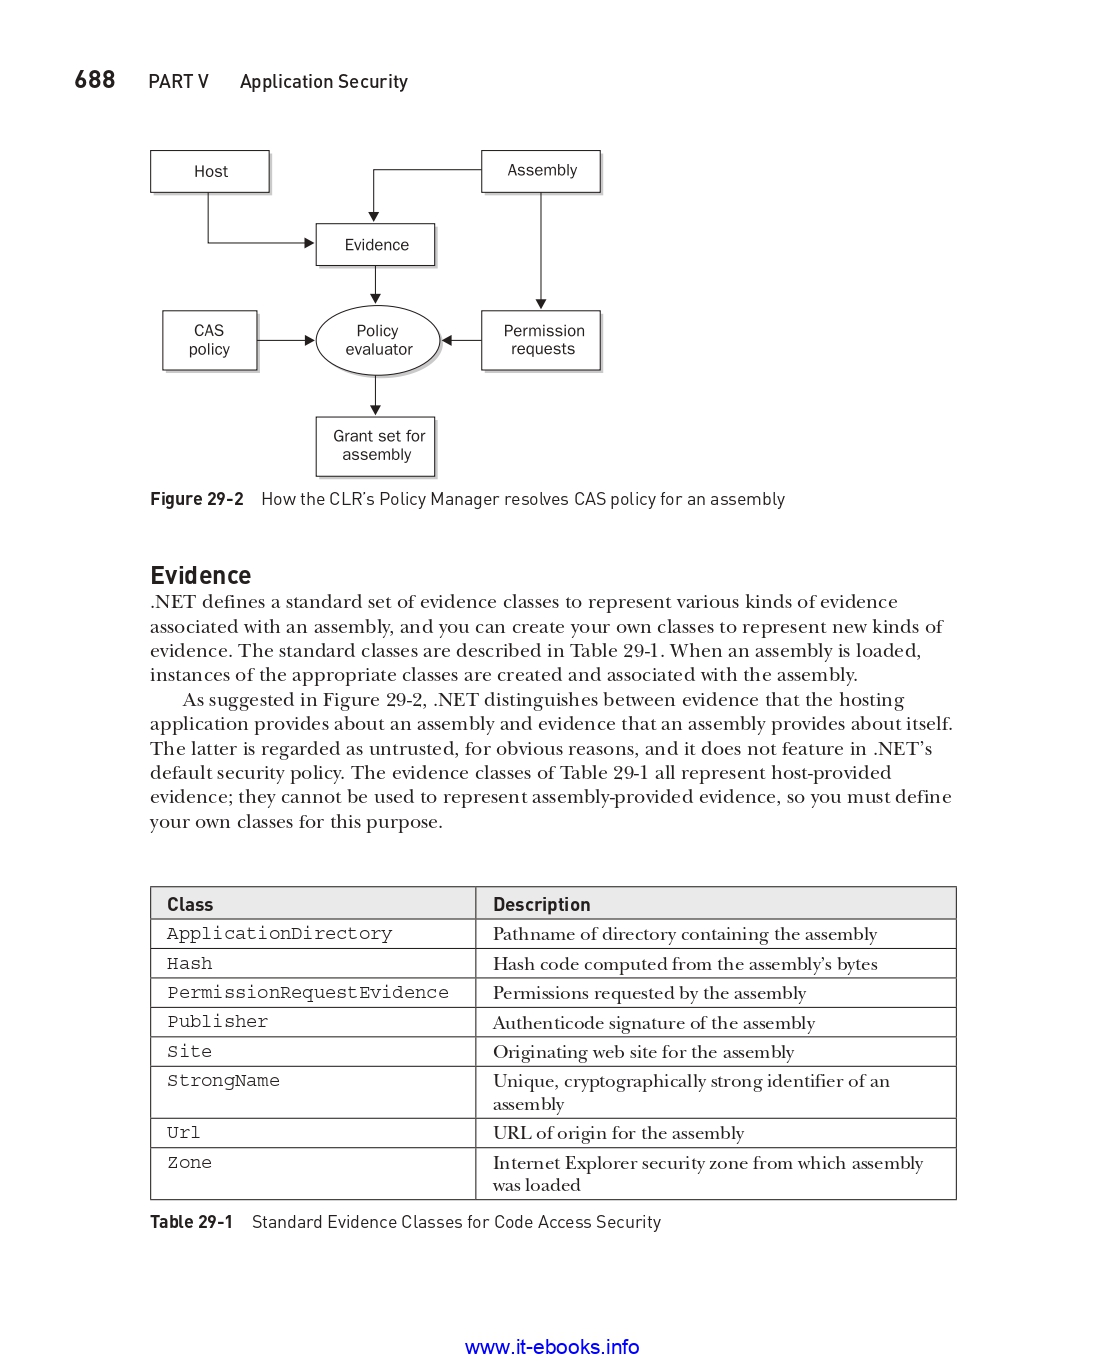 688 PART V Application Security
Host
Assembly
Evidence
CAS
policy
Policy
evaluator
Permission
requests
Grant set for
assembly
Figure 29-2 How the CLR’s Policy Manager resolves CAS policy for an assembly
Evidence
.NET defines a standard set of evidence classes to represent various kinds of evidence
associated with an assembly, and you can create your own classes to represent new kinds of
evidence. The standard classes are described in Table 29-1. When an assembly is loaded,
instances of the appropriate classes are created and associated with the assembly.
As suggested in Figure 29-2, .NET distinguishes between evidence that the hosting
application provides about an assembly and evidence that an assembly provides about itself.
The latter is regarded as untrusted, for obvious reasons, and it does not feature in .NET’s
default security policy. The evidence classes of Table 29-1 all represent host-provided
evidence; they cannot be used to represent assembly-provided evidence, so you must define
your own classes for this purpose.
Class Description
ApplicationDirectory Pathname of directory containing the assembly
Hash Hash code computed from the assembly’s bytes
PermissionRequestEvidence Permissions requested by the assembly
Publisher Authenticode signature of the assembly
Site Originating web site for the assembly
StrongName Unique, cryptographically strong identifier of an
assembly
Url URL of origin for the assembly
Zone Internet Explorer security zone from which assembly
was loaded
Table 29-1 Standard Evidence Classes for Code Access Security
www.it-ebooks.info